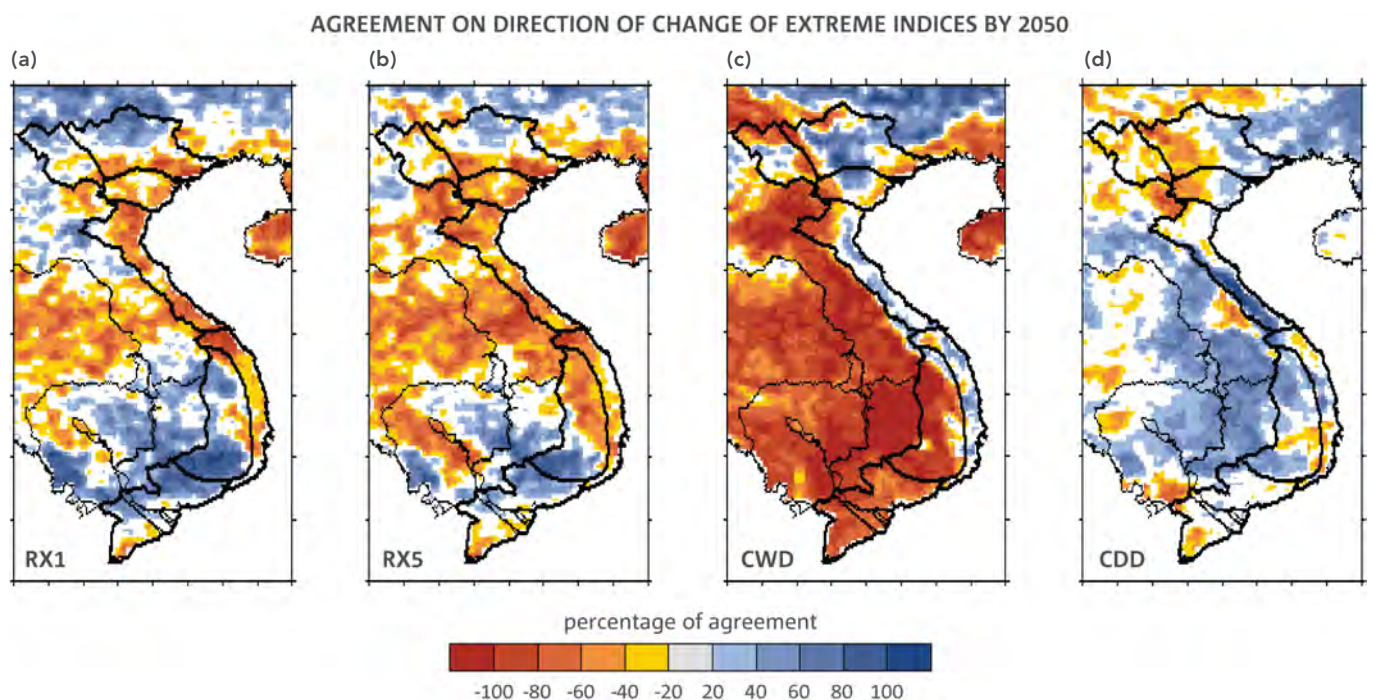 AGREEMENT ON DIRECTION OF CHANGE OF EXTREME INDICES BY 2050
(a) (b) (c) (d)
RX1 RX5 CWD CDD
percentage of agreement
-100 -80 -60 -40 -20 20 40 60 80 100